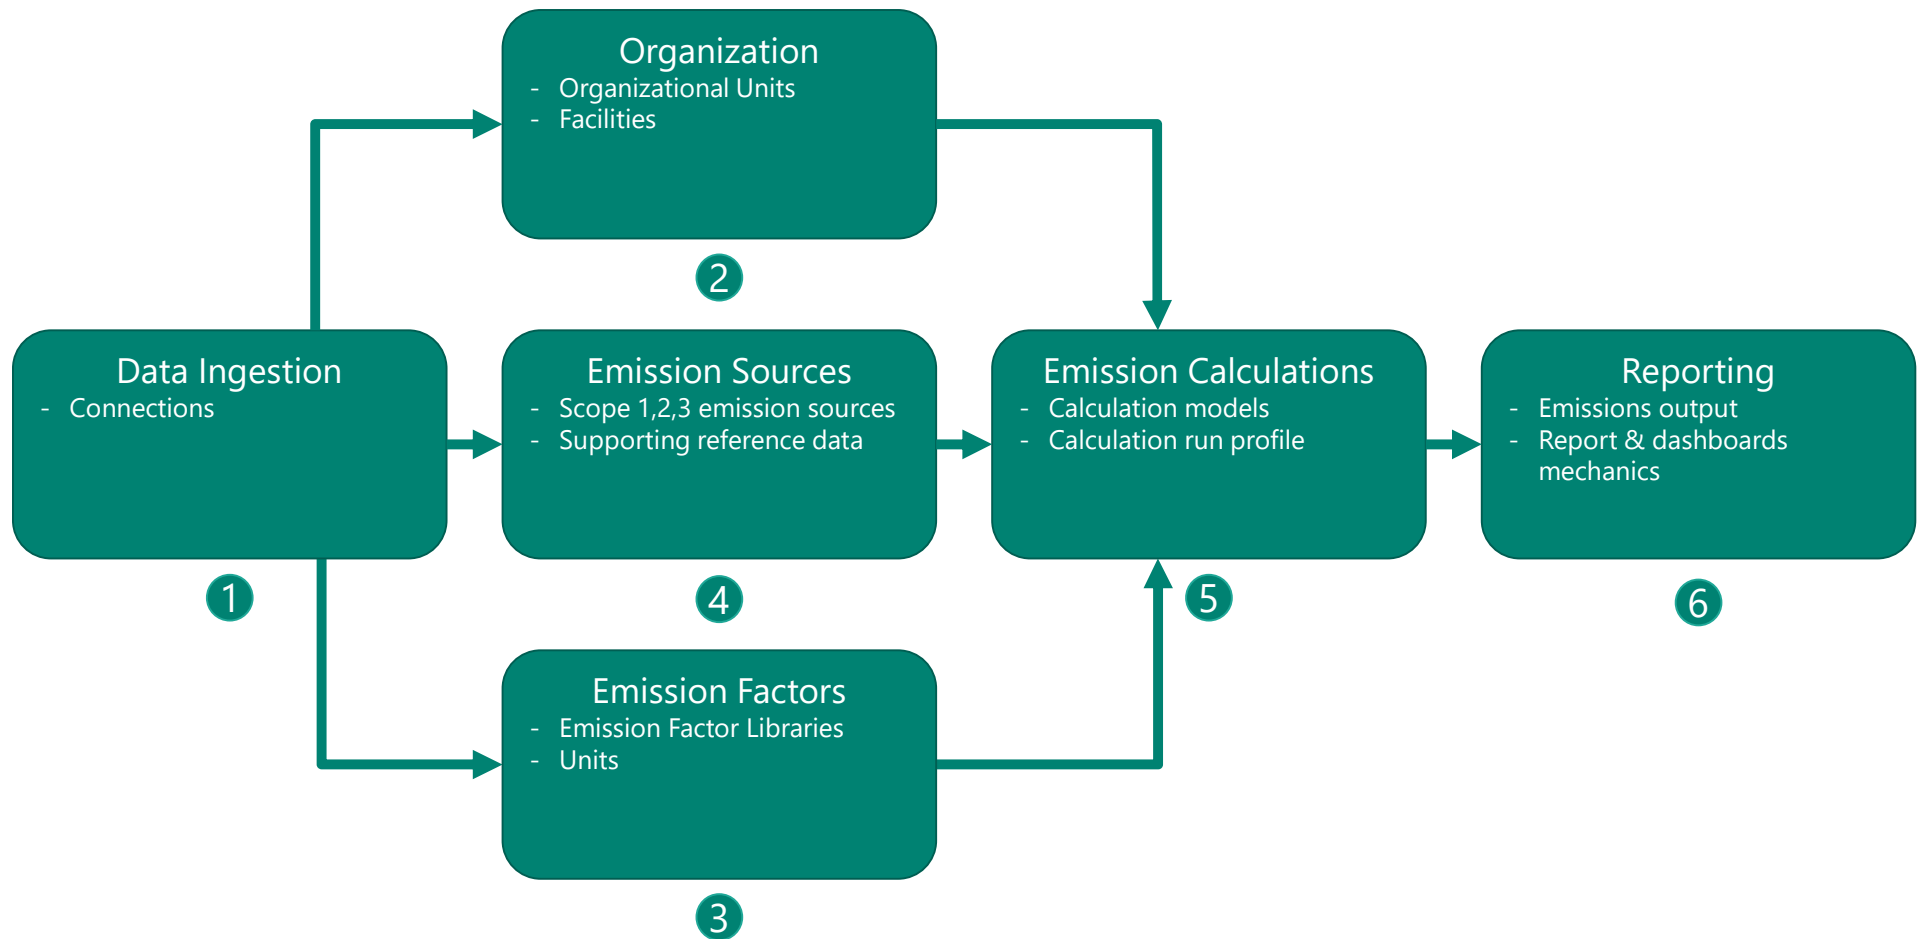 Organization
- Organizational Units
- Facilities
2
Data Ingestion
- Connections
1
Emission Sources
- Scope 1,2,3 emission sources
- Supporting reference data
4
Emission Calculations
- Calculation models
- Calculation run profile
5
Reporting
- Emissions output
- Report & dashboards
mechanics
6
Emission Factors
- Emission Factor Libraries
- Units
3